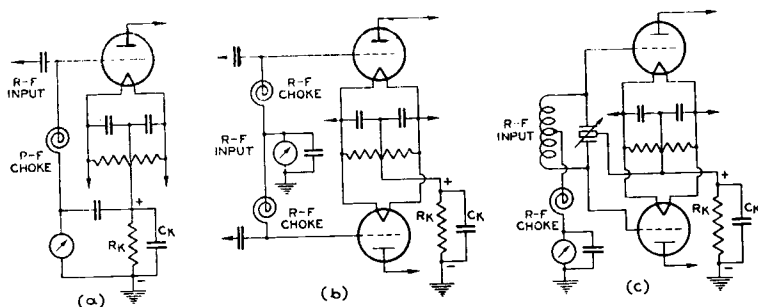 R-F
INPUT
R-F
CHOKE
+
RK
CK
−
(a)
R-F
CHOKE
R-F
INPUT
R-F
CHOKE
+
RK
CK
−
(b)
R-F
INPUT
R-F
CHOKE
+
RK
CK
−
(c)